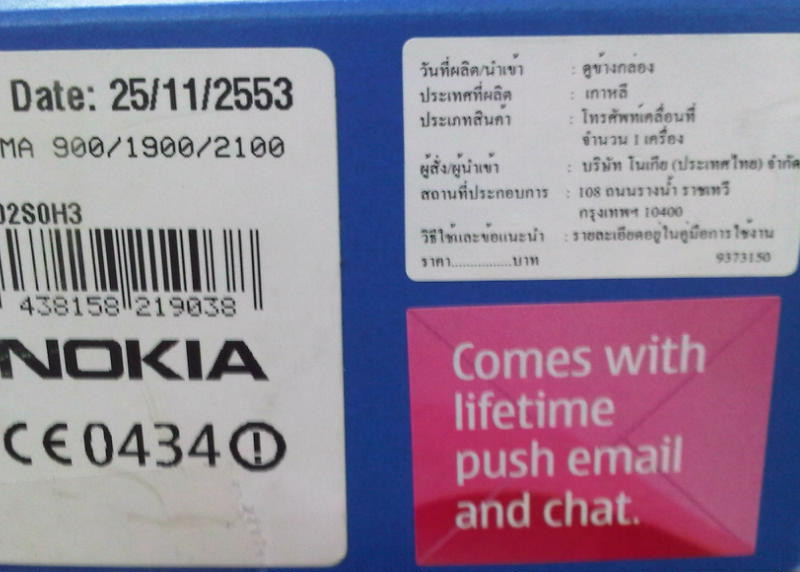 Date: 25/11/2553
MA 900/1900/2100
02S0H3
438158 219038
NOKIA
CE0434
วันที่ผลิต/นำเข้า : ดูข้างกล่อง
ประเทศที่ผลิต : เกาหลี
ประเภทสินค้า : โทรศัพท์เคลื่อนที่
จำนวน 1 เครื่อง
ผู้สั่ง/ผู้นำเข้า : บริษัท โนเกีย (ประเทศไทย) จำกัด
สถานที่ประกอบการ : 108 ถนนรางน้ำ ราชเทวี
กรุงเทพฯ 10400
วิธีใช้และข้อแนะนำ : รายละเอียดอยู่ในคู่มือการใช้งาน
ราคา................บาท 9373150
Comes with
lifetime
push email
and chat.